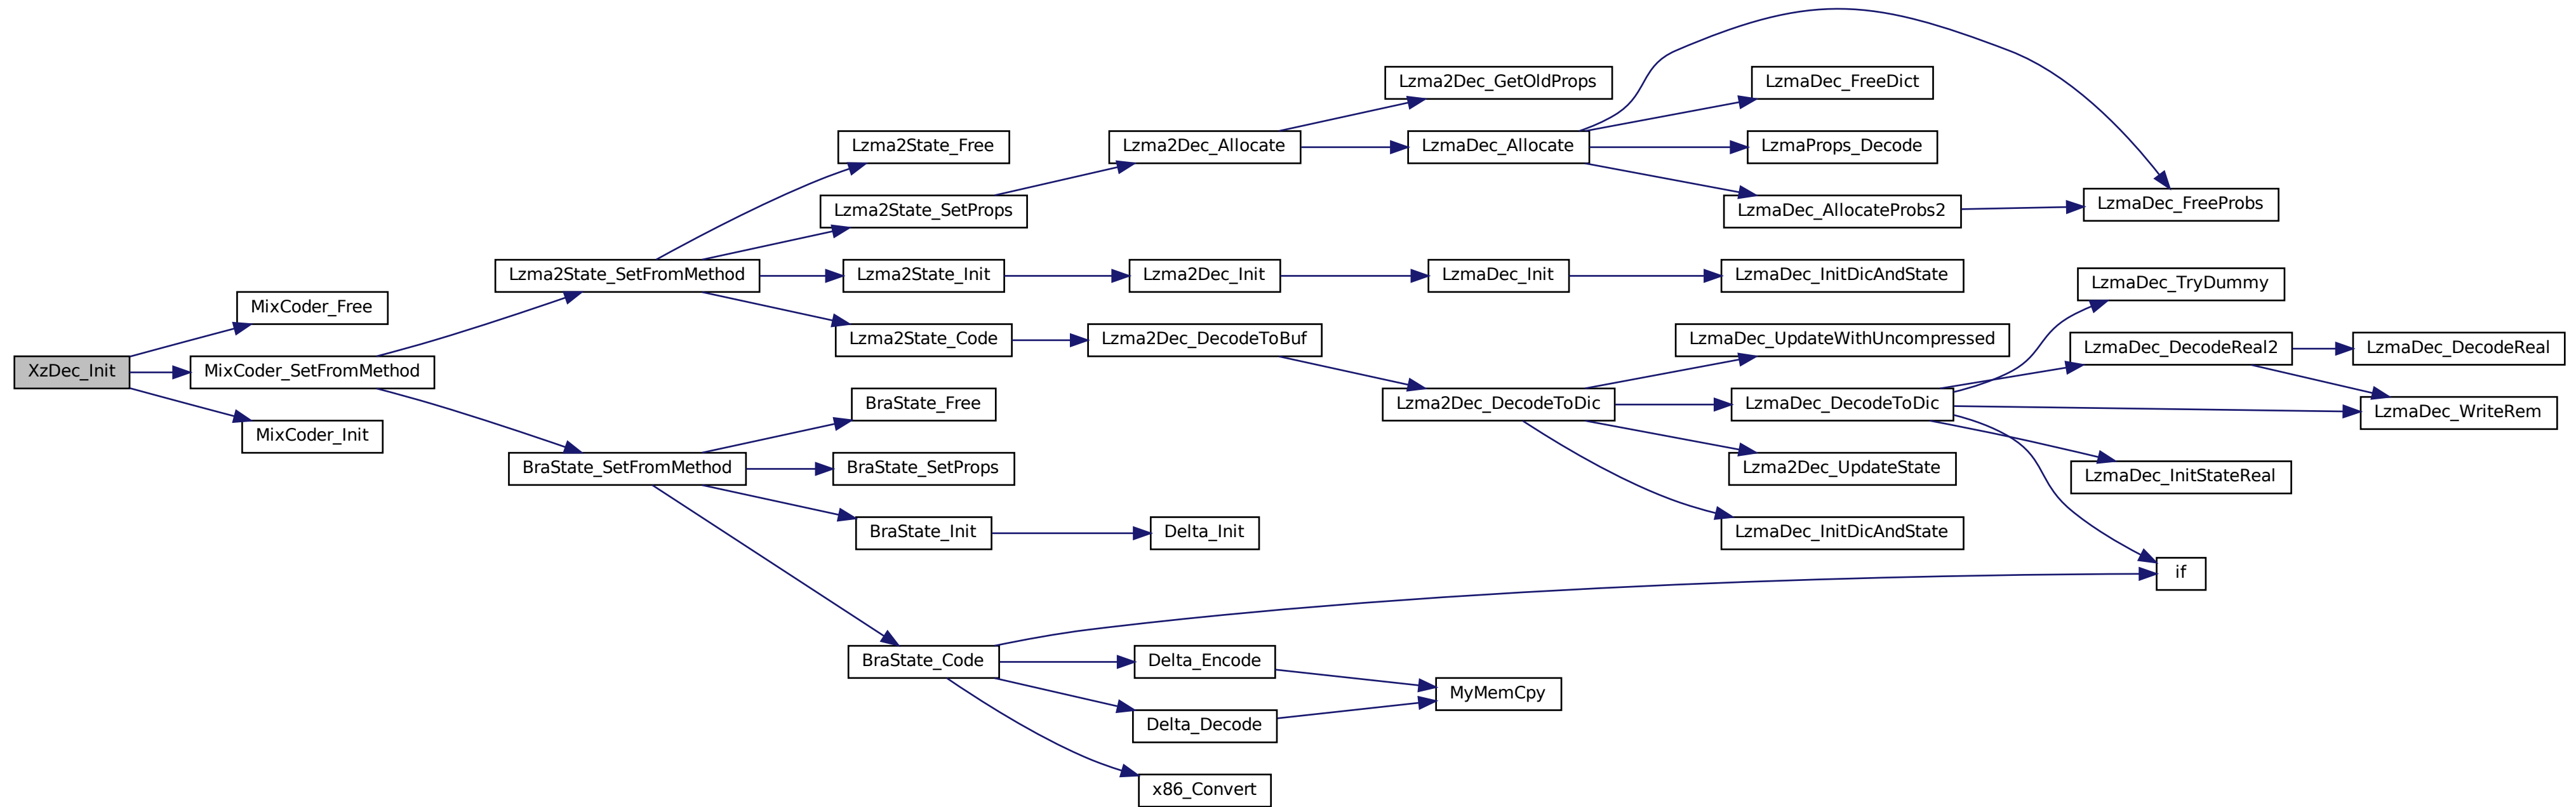 XzDec_Init
MixCoder_Free
MixCoder_SetFromMethod
MixCoder_Init
Lzma2State_SetFromMethod
BraState_SetFromMethod
Lzma2State_Free
Lzma2State_SetProps
Lzma2State_Init
Lzma2State_Code
BraState_Free
BraState_SetProps
BraState_Init
BraState_Code
Lzma2Dec_Allocate
Lzma2Dec_Init
Lzma2Dec_DecodeToBuf
Delta_Init
Delta_Encode
Delta_Decode
x86_Convert
Lzma2Dec_GetOldProps
LzmaDec_Allocate
LzmaDec_Init
Lzma2Dec_DecodeToDic
MyMemCpy
LzmaDec_FreeDict
LzmaProps_Decode
LzmaDec_AllocateProbs2
LzmaDec_InitDicAndState
LzmaDec_UpdateWithUncompressed
LzmaDec_DecodeToDic
Lzma2Dec_UpdateState
LzmaDec_InitDicAndState
LzmaDec_FreeProbs
LzmaDec_TryDummy
LzmaDec_DecodeReal2
LzmaDec_InitStateReal
if
LzmaDec_DecodeReal
LzmaDec_WriteRem